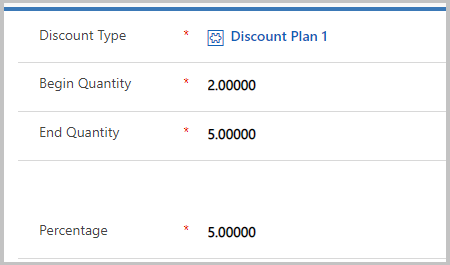 Discount Type * Discount Plan 1
Begin Quantity * 2.00000
End Quantity * 5.00000
Percentage * 5.00000